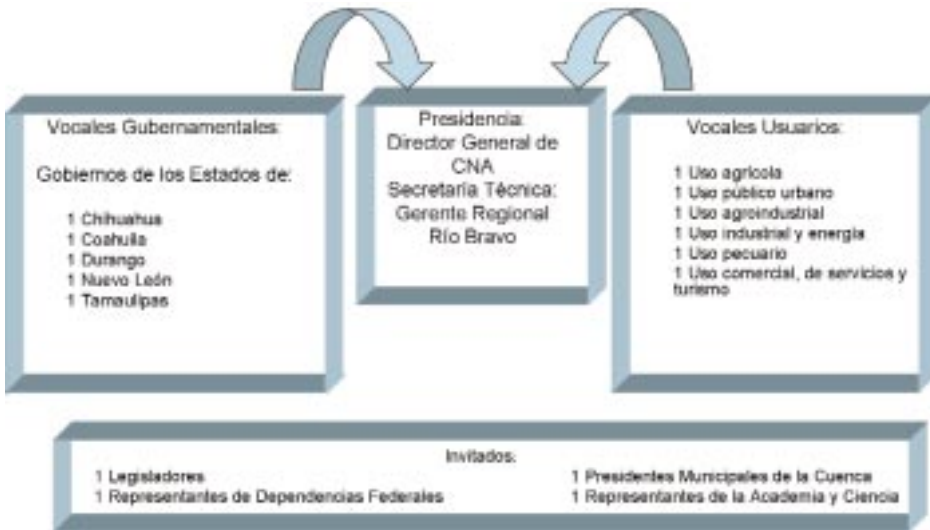 Vocales Gubernamentales:
Gobiernos de los Estados de:
1 Chihuahua
1 Coahuila
1 Durango
1 Nuevo León
1 Tamaulipas
Presidencia:
Director General de
CNA
Secretaría Técnica:
Gerente Regional
Río Bravo
Vocales Usuarios:
1 Uso agrícola
1 Uso público urbano
1 Uso agroindustrial
1 Uso industrial y energía
1 Uso pecuario
1 Uso comercial, de servicios y
turismo
Invitados:
1 Legisladores
1 Representantes de Dependencias Federales
1 Presidentes Municipales de la Cuenca
1 Representantes de la Academia y Ciencia